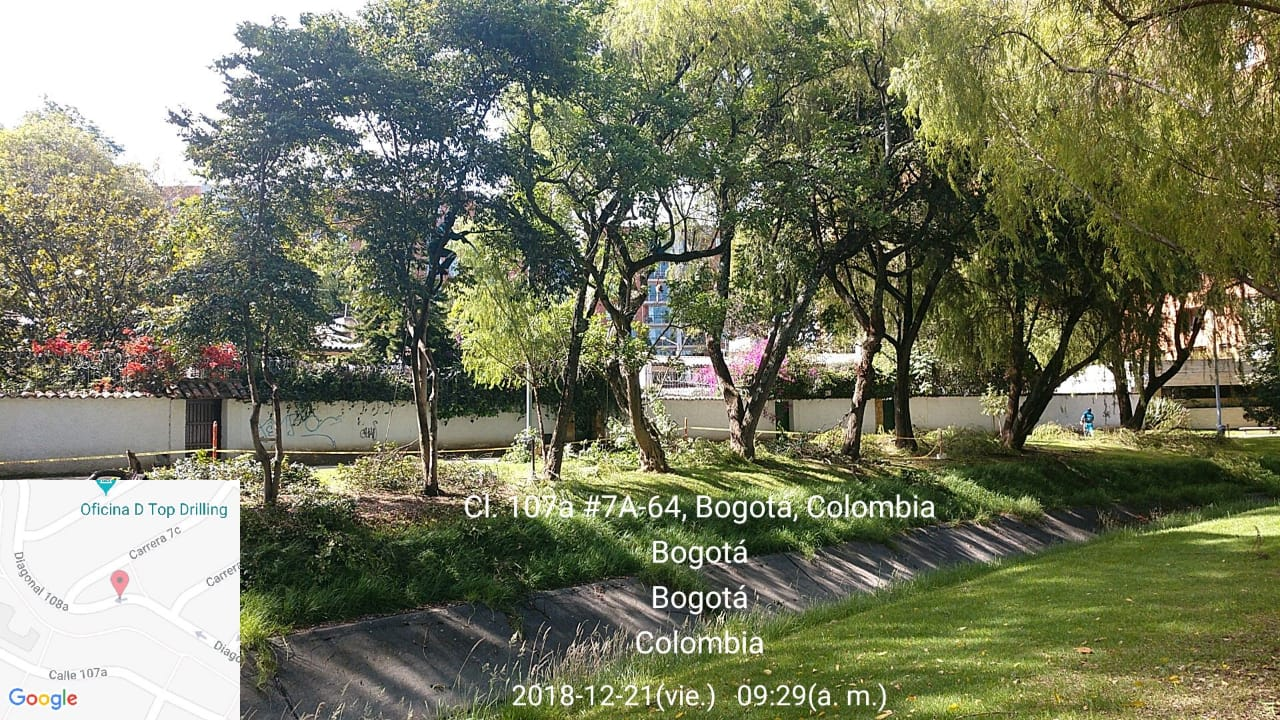 Oficina D Top Drilling
Carrera 7c
Carrera
Diagonal 108a
Diago
Calle 107a
Google
Cl. 107a #7A-64, Bogotá, Colombia
Bogotá
Bogotá
Colombia
2018-12-21(vie.) 09:29(a. m.)